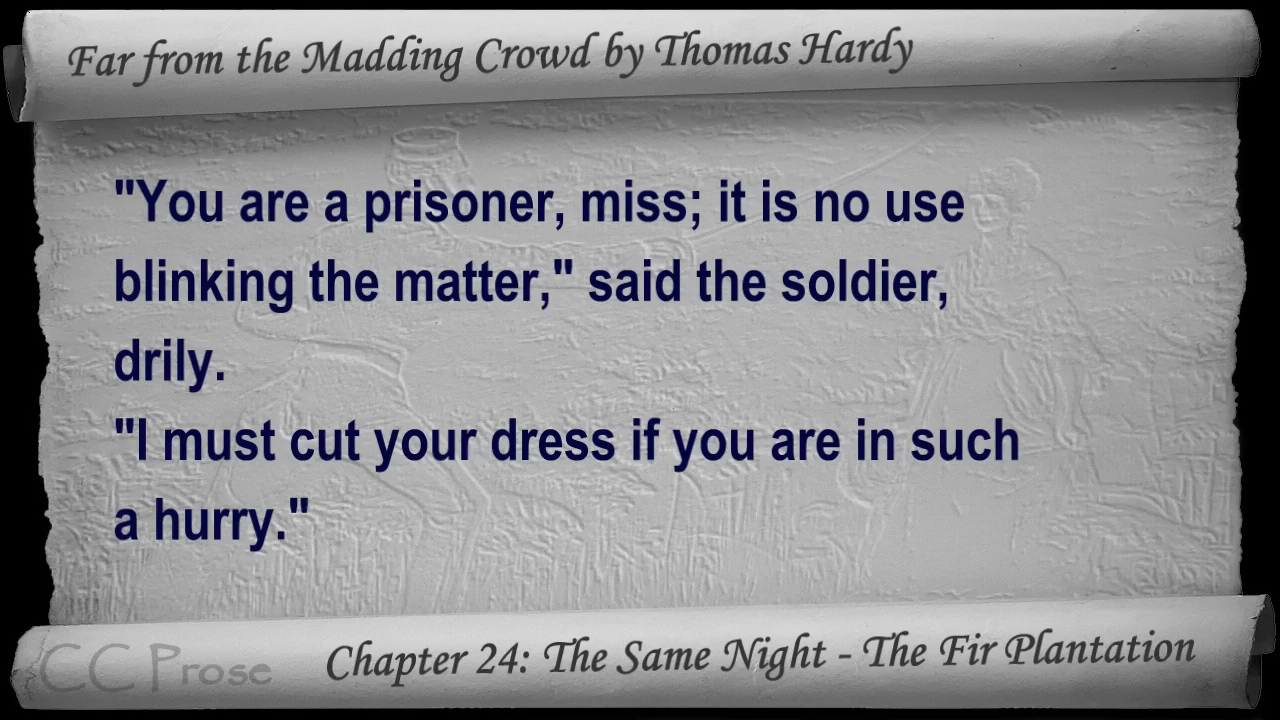 Far from the Madding Crowd by Thomas Hardy
"You are a prisoner, miss; it is no use
blinking the matter," said the soldier,
drily.
"I must cut your dress if you are in such
a hurry."
CC Prose
Chapter 24: The Same Night - The Fir Plantation